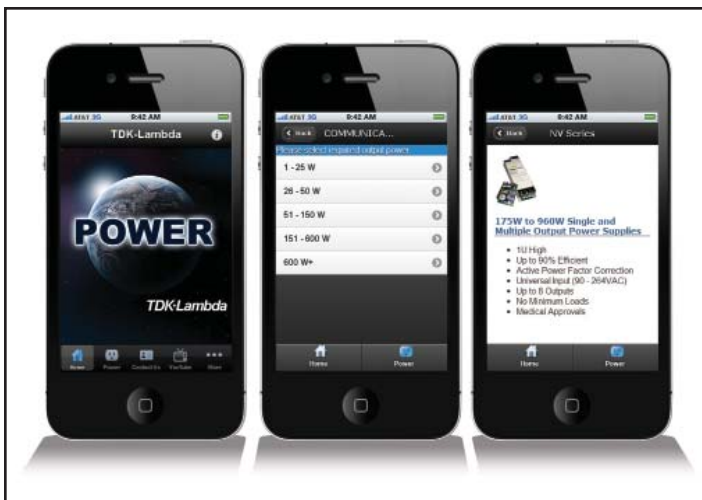 AT&T 3G 9:42 AM
TDK-Lambda
POWER
TDK-Lambda
Home Power Contact Us YouTube More
AT&T 3G 9:42 AM
Back COMMUNICA...
Please select required output power
1 - 25 W
26 - 50 W
51 - 150 W
151 - 600 W
600 W+
Home Power
AT&T 3G 9:42 AM
Back NV Series
175W to 960W Single and
Multiple Output Power Supplies
1U High
Up to 90% Efficient
Active Power Factor Correction
Universal Input (90 - 264VAC)
Up to 8 Outputs
No Minimum Loads
Medical Approvals
Home Power